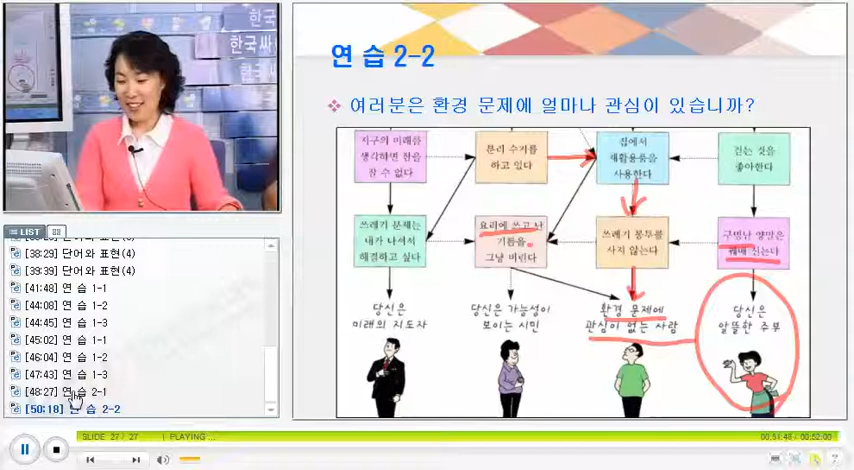 한국
한국싸이
연 습 2-2
❖ 여러분은 환경 문제에 얼마나 관심이 있습니까?
지구의 미래를
생각하면 잠을
잘 수 없다
분리 수거를
하고 있다
집에서
재활용품을
사용한다
걷는 것을
좋아한다
쓰레기 문제는
내가 나서서
해결하고 싶다
요리에 쓰고 난
기름을
그냥 버린다
쓰레기 봉투를
사지 않는다
구멍난 양말은
꿰매 신는다
당신은
미래의 지도자
당신은 가능성이
보이는 시민
환경 문제에
관심이 없는 사람
당신은
알뜰한 주부
LIST
[39:39] 단어와 표현(4)
[38:29] 단어와 표현(4)
[41:48] 연 습 1-1
[44:08] 연 습 1-2
[44:45] 연 습 1-3
[45:02] 연 습 1-1
[46:04] 연 습 1-2
[47:43] 연 습 1-3
[48:27] 연 습 2-1
[50:18] 연 습 2-2
SLIDE 27 / 27 | PLAYING ...
00:51:48 - 00:52:00